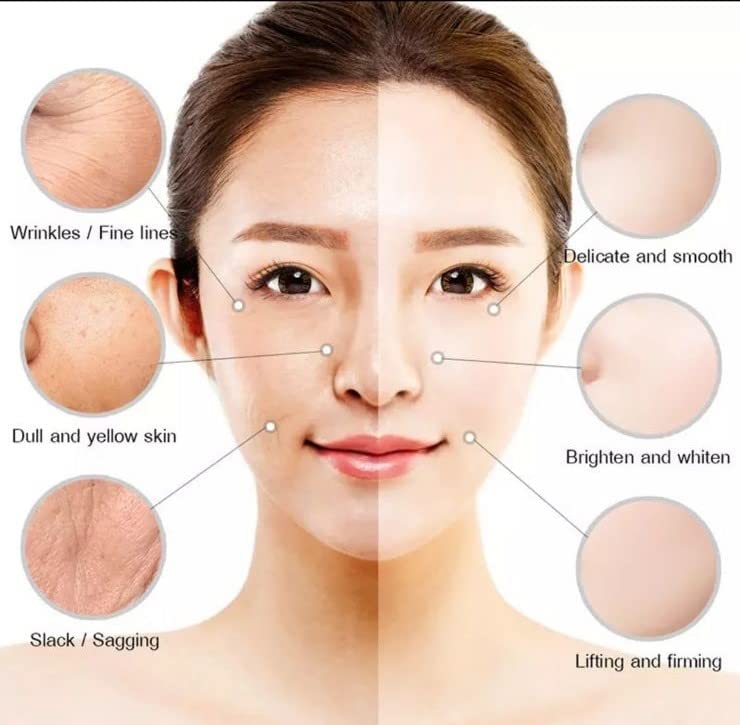 Wrinkles / Fine lines
Delicate and smooth
Dull and yellow skin
Brighten and whiten
Slack / Sagging
Lifting and firming